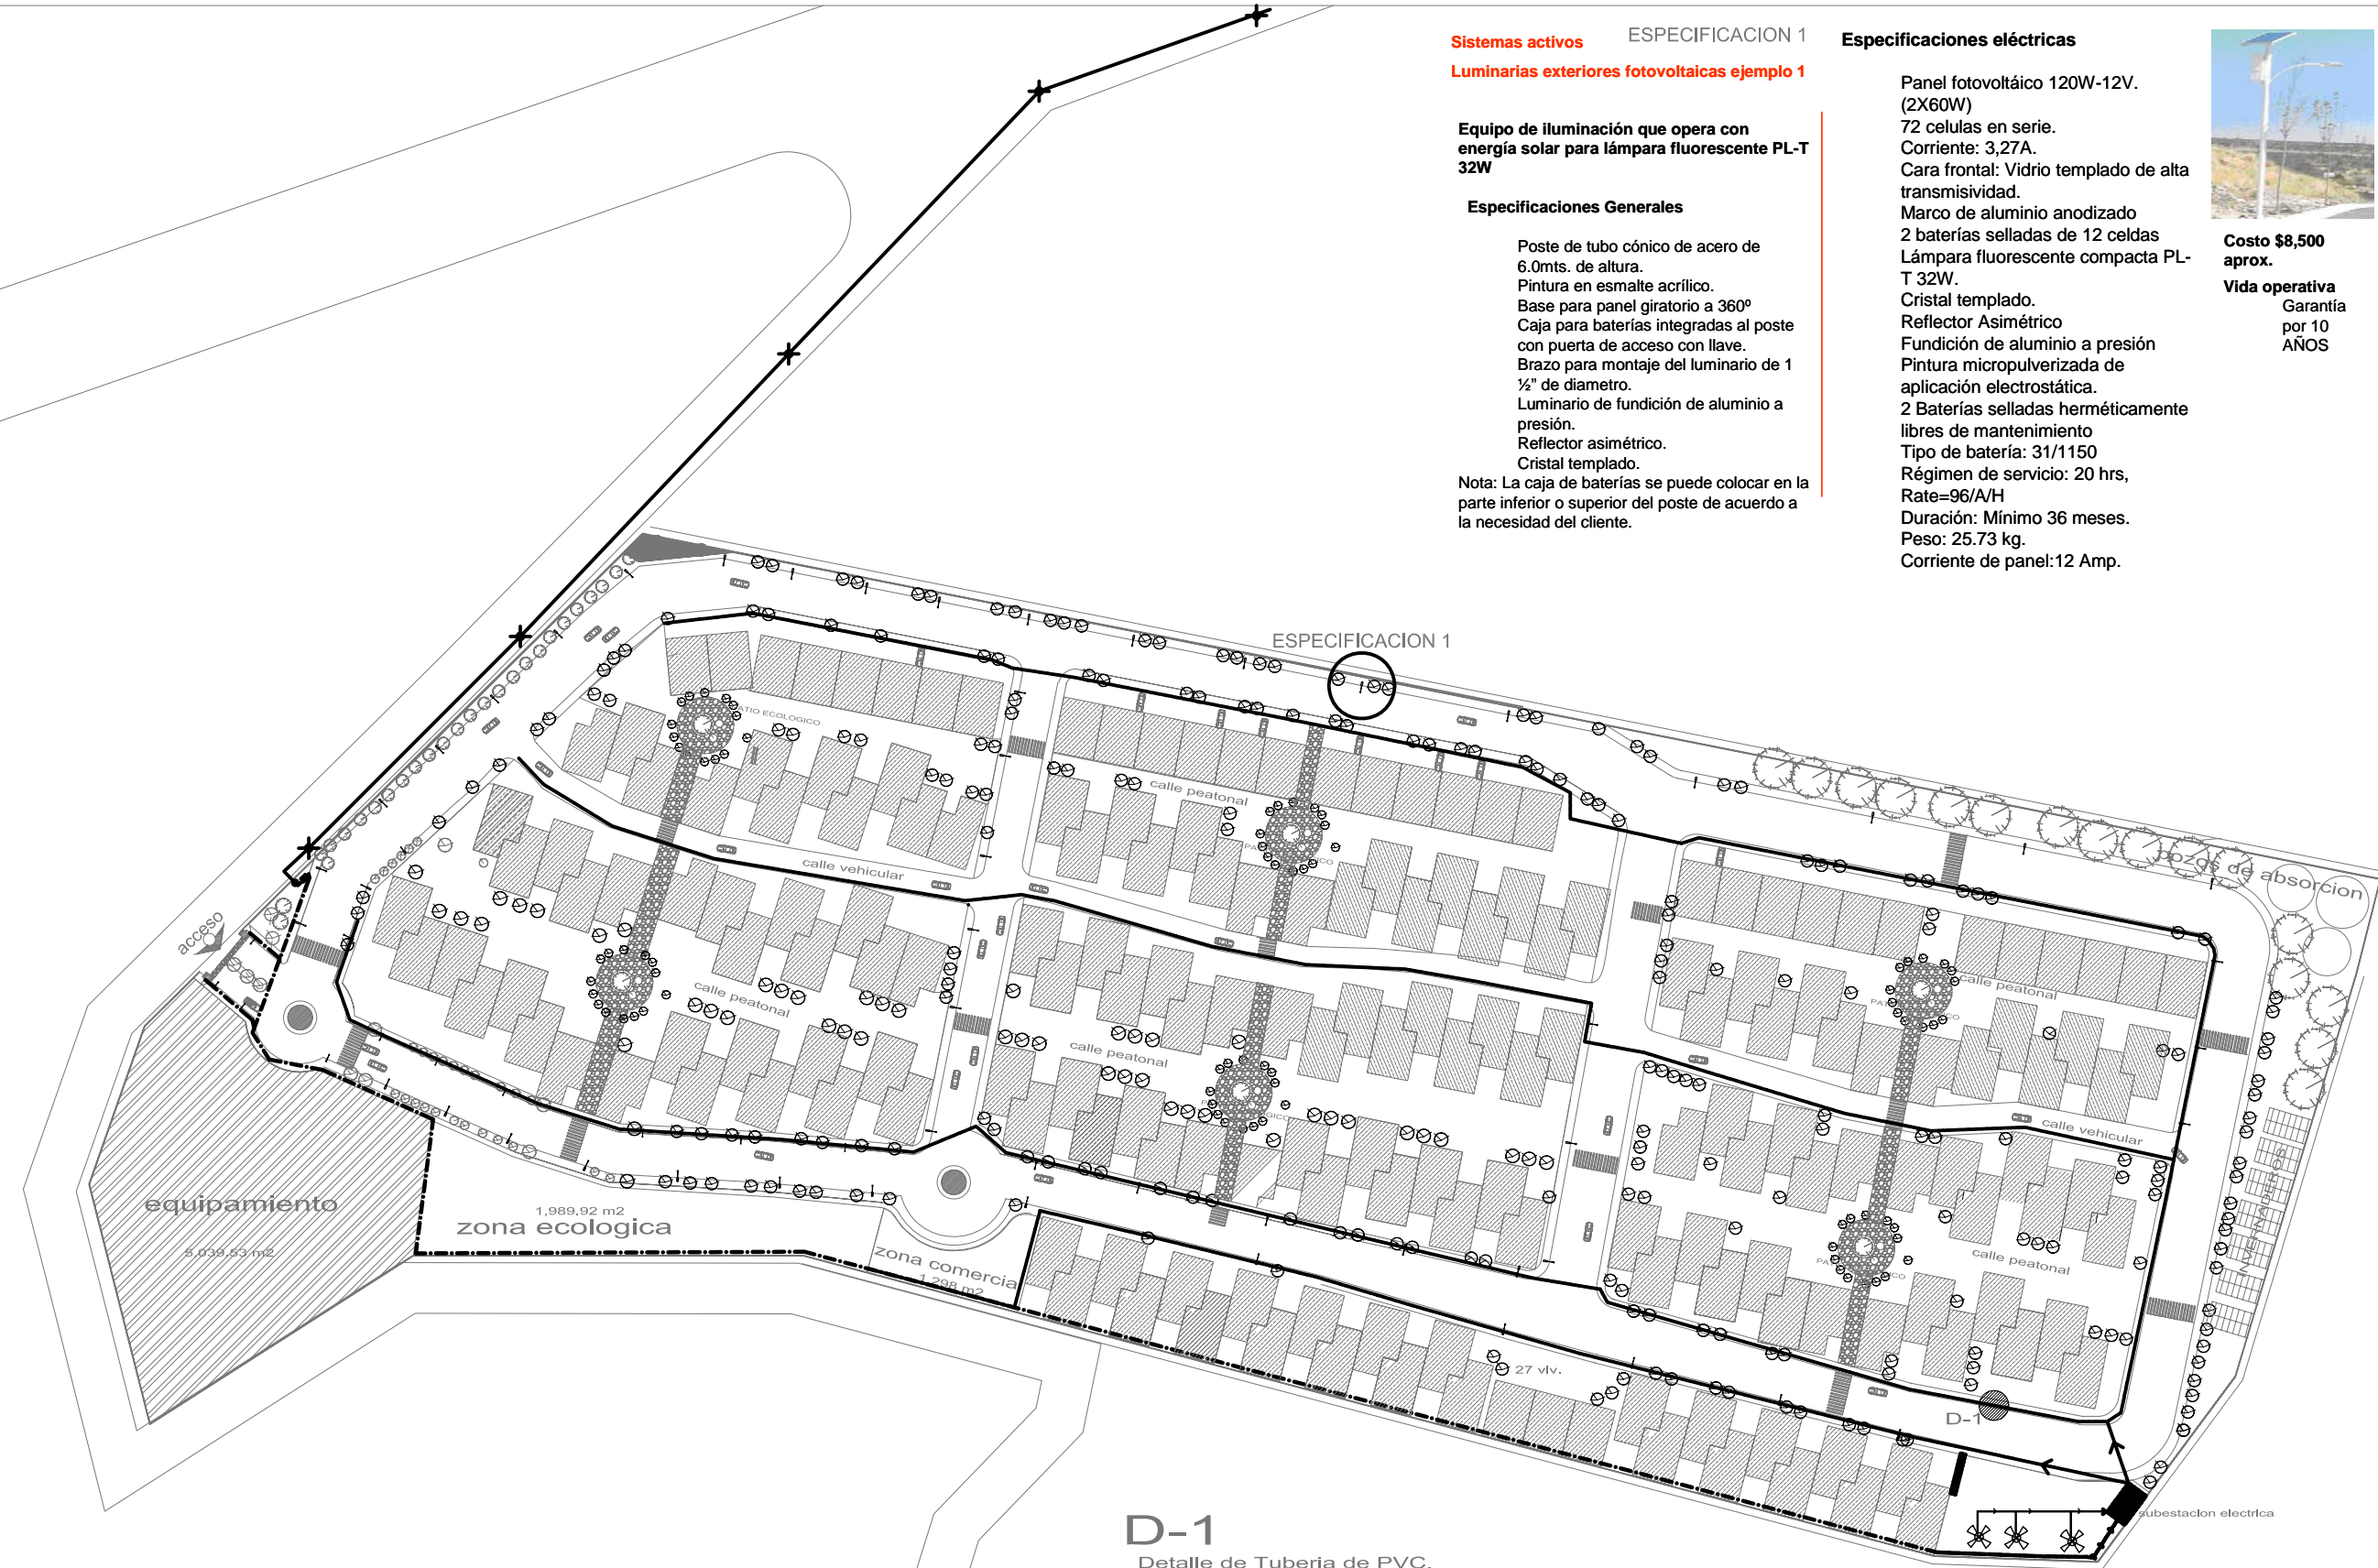 Sistemas activos
ESPECIFICACION 1
Luminarias exteriores fotovoltaicas ejemplo 1
Equipo de iluminación que opera con
energía solar para lámpara fluorescente PL-T
32W
Especificaciones Generales
Poste de tubo cónico de acero de
6.0mts. de altura.
Pintura en esmalte acrílico.
Base para panel giratorio a 360º
Caja para baterías integradas al poste
con puerta de acceso con llave.
Brazo para montaje del luminario de 1
½” de diametro.
Luminario de fundición de aluminio a
presión.
Reflector asimétrico.
Cristal templado.
Nota: La caja de baterías se puede colocar en la
parte inferior o superior del poste de acuerdo a
la necesidad del cliente.
Especificaciones eléctricas
Panel fotovoltáico 120W-12V.
(2X60W)
72 celulas en serie.
Corriente: 3,27A.
Cara frontal: Vidrio templado de alta
transmisividad.
Marco de aluminio anodizado
2 baterías selladas de 12 celdas
Lámpara fluorescente compacta PL-
T 32W.
Cristal templado.
Reflector Asimétrico
Fundición de aluminio a presión
Pintura micropulverizada de
aplicación electrostática.
2 Baterías selladas herméticamente
libres de mantenimiento
Tipo de batería: 31/1150
Régimen de servicio: 20 hrs,
Rate=96/A/H
Duración: Mínimo 36 meses.
Peso: 25.73 kg.
Corriente de panel:12 Amp.
Costo $8,500
aprox.
Vida operativa
Garantía
por 10
AÑOS
ESPECIFICACION 1
ECOLOGICO
calle peatonal
calle vehicular
pozos de absorcion
acceso
calle peatonal
calle peatonal
calle peatonal
calle vehicular
equipamiento
5,039.53 m2
1,989.92 m2
zona ecologica
zona comercia
1,298 m2
calle peatonal
27 viv.
D-1
subestacion electrica
D-1
Detalle de Tuberia de PVC.